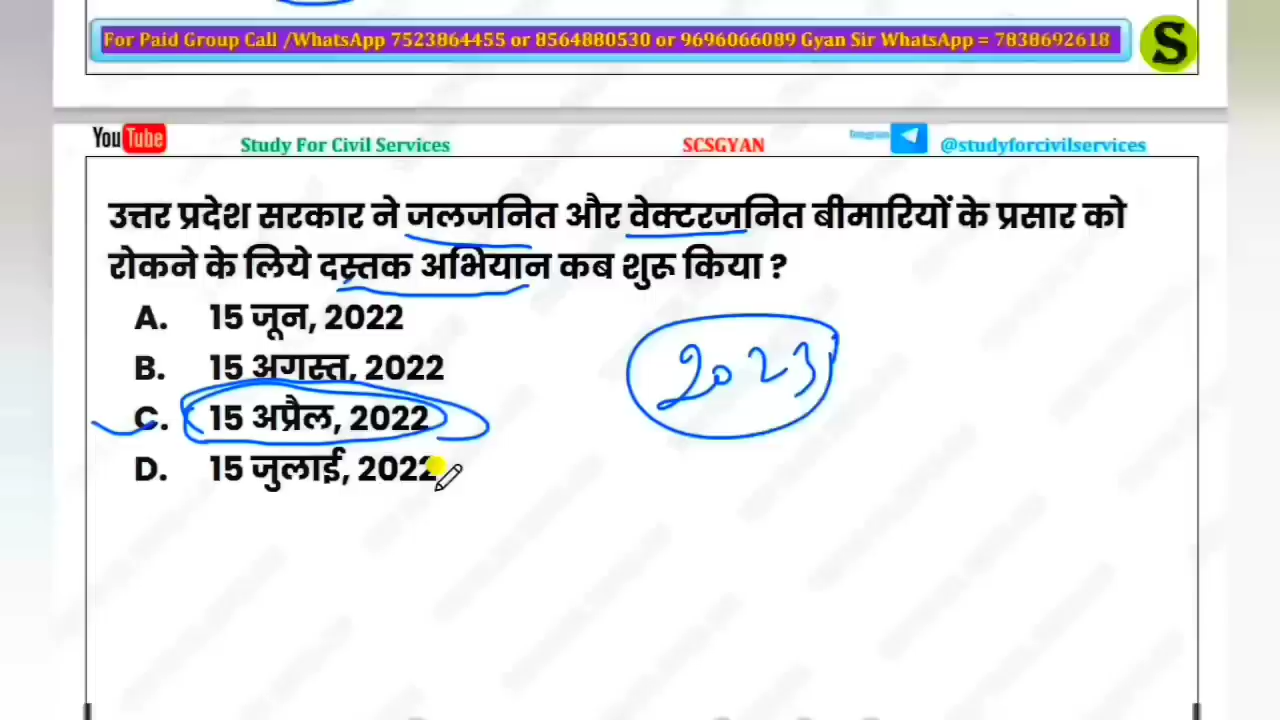 For Paid Group Call /WhatsApp 7523864455 or 8564880530 or 9696066089 Gyan Sir WhatsApp = 7838692618
S
YouTube
Study For Civil Services
SCSGYAN
Telegram
@studyforcivilservices
उत्तर प्रदेश सरकार ने जलजनित और वेक्टरजनित बीमारियों के प्रसार को
रोकने के लिये दस्तक अभियान कब शुरू किया ?
A. 15 जून, 2022
B. 15 अगस्त, 2022
2023
C. 15 अप्रैल, 2022
D. 15 जुलाई, 2022